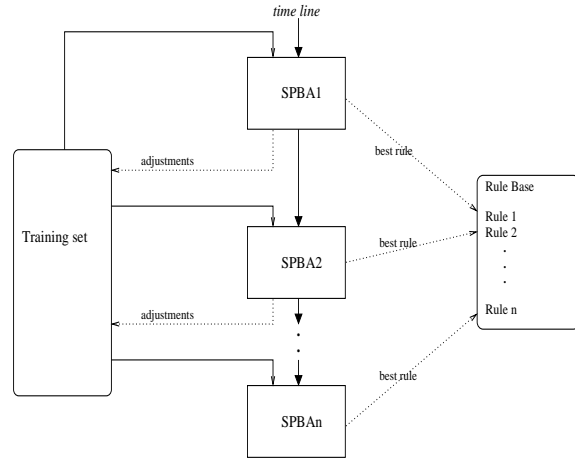 time line
SPBA1
adjustments
best rule
Rule Base
Rule 1
Rule 2
Training set
SPBA2
best rule
adjustments
Rule n
best rule
SPBAn